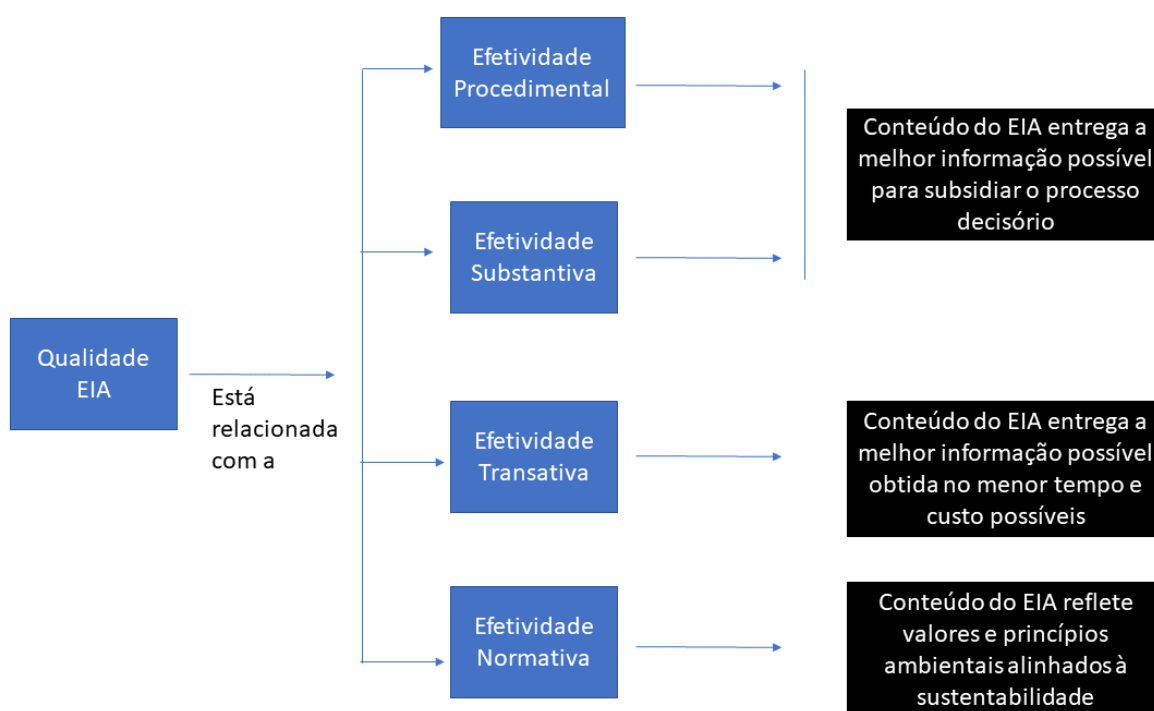 Qualidade
EIA
Está
relacionada
com a
Efetividade
Procedimental
Efetividade
Substantiva
Efetividade
Transativa
Efetividade
Normativa
Conteúdo do EIA entrega a
melhor informação possível
para subsidiar o processo
decisório
Conteúdo do EIA entrega a
melhor informação possível
obtida no menor tempo e
custo possíveis
Conteúdo do EIA reflete
valores e princípios
ambientais alinhados à
sustentabilidade